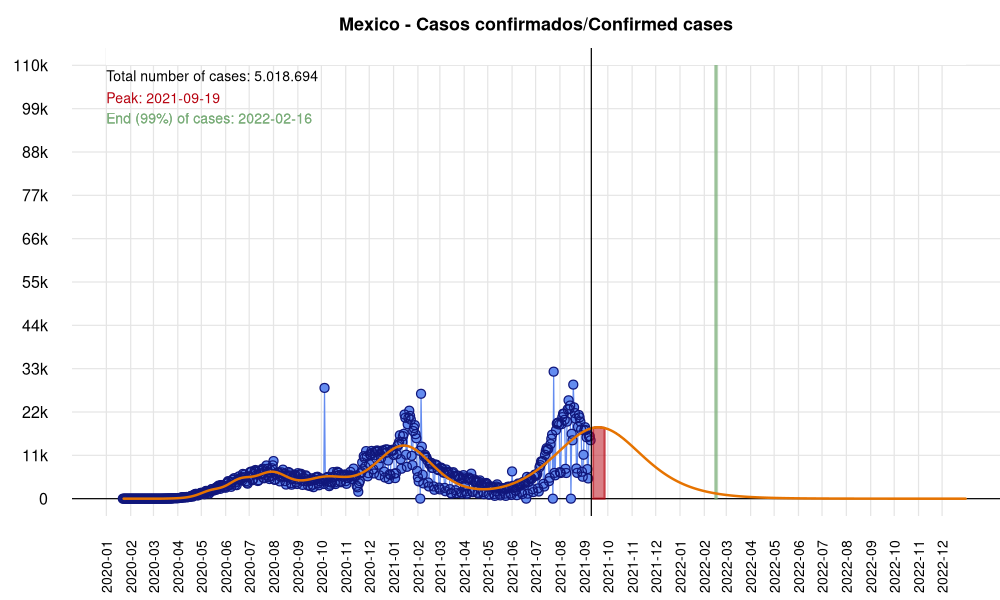 Mexico - Casos confirmados/Confirmed cases
Total number of cases: 5.018.694
Peak: 2021-09-19
End (99%) of cases: 2022-02-16
110k
99k
88k
77k
66k
55k
44k
33k
22k
11k
0
2020-01
2020-02
2020-03
2020-04
2020-05
2020-06
2020-07
2020-08
2020-09
2020-10
2020-11
2020-12
2021-01
2021-02
2021-03
2021-04
2021-05
2021-06
2021-07
2021-08
2021-09
2021-10
2021-11
2021-12
2022-01
2022-02
2022-03
2022-04
2022-05
2022-06
2022-07
2022-08
2022-09
2022-10
2022-11
2022-12